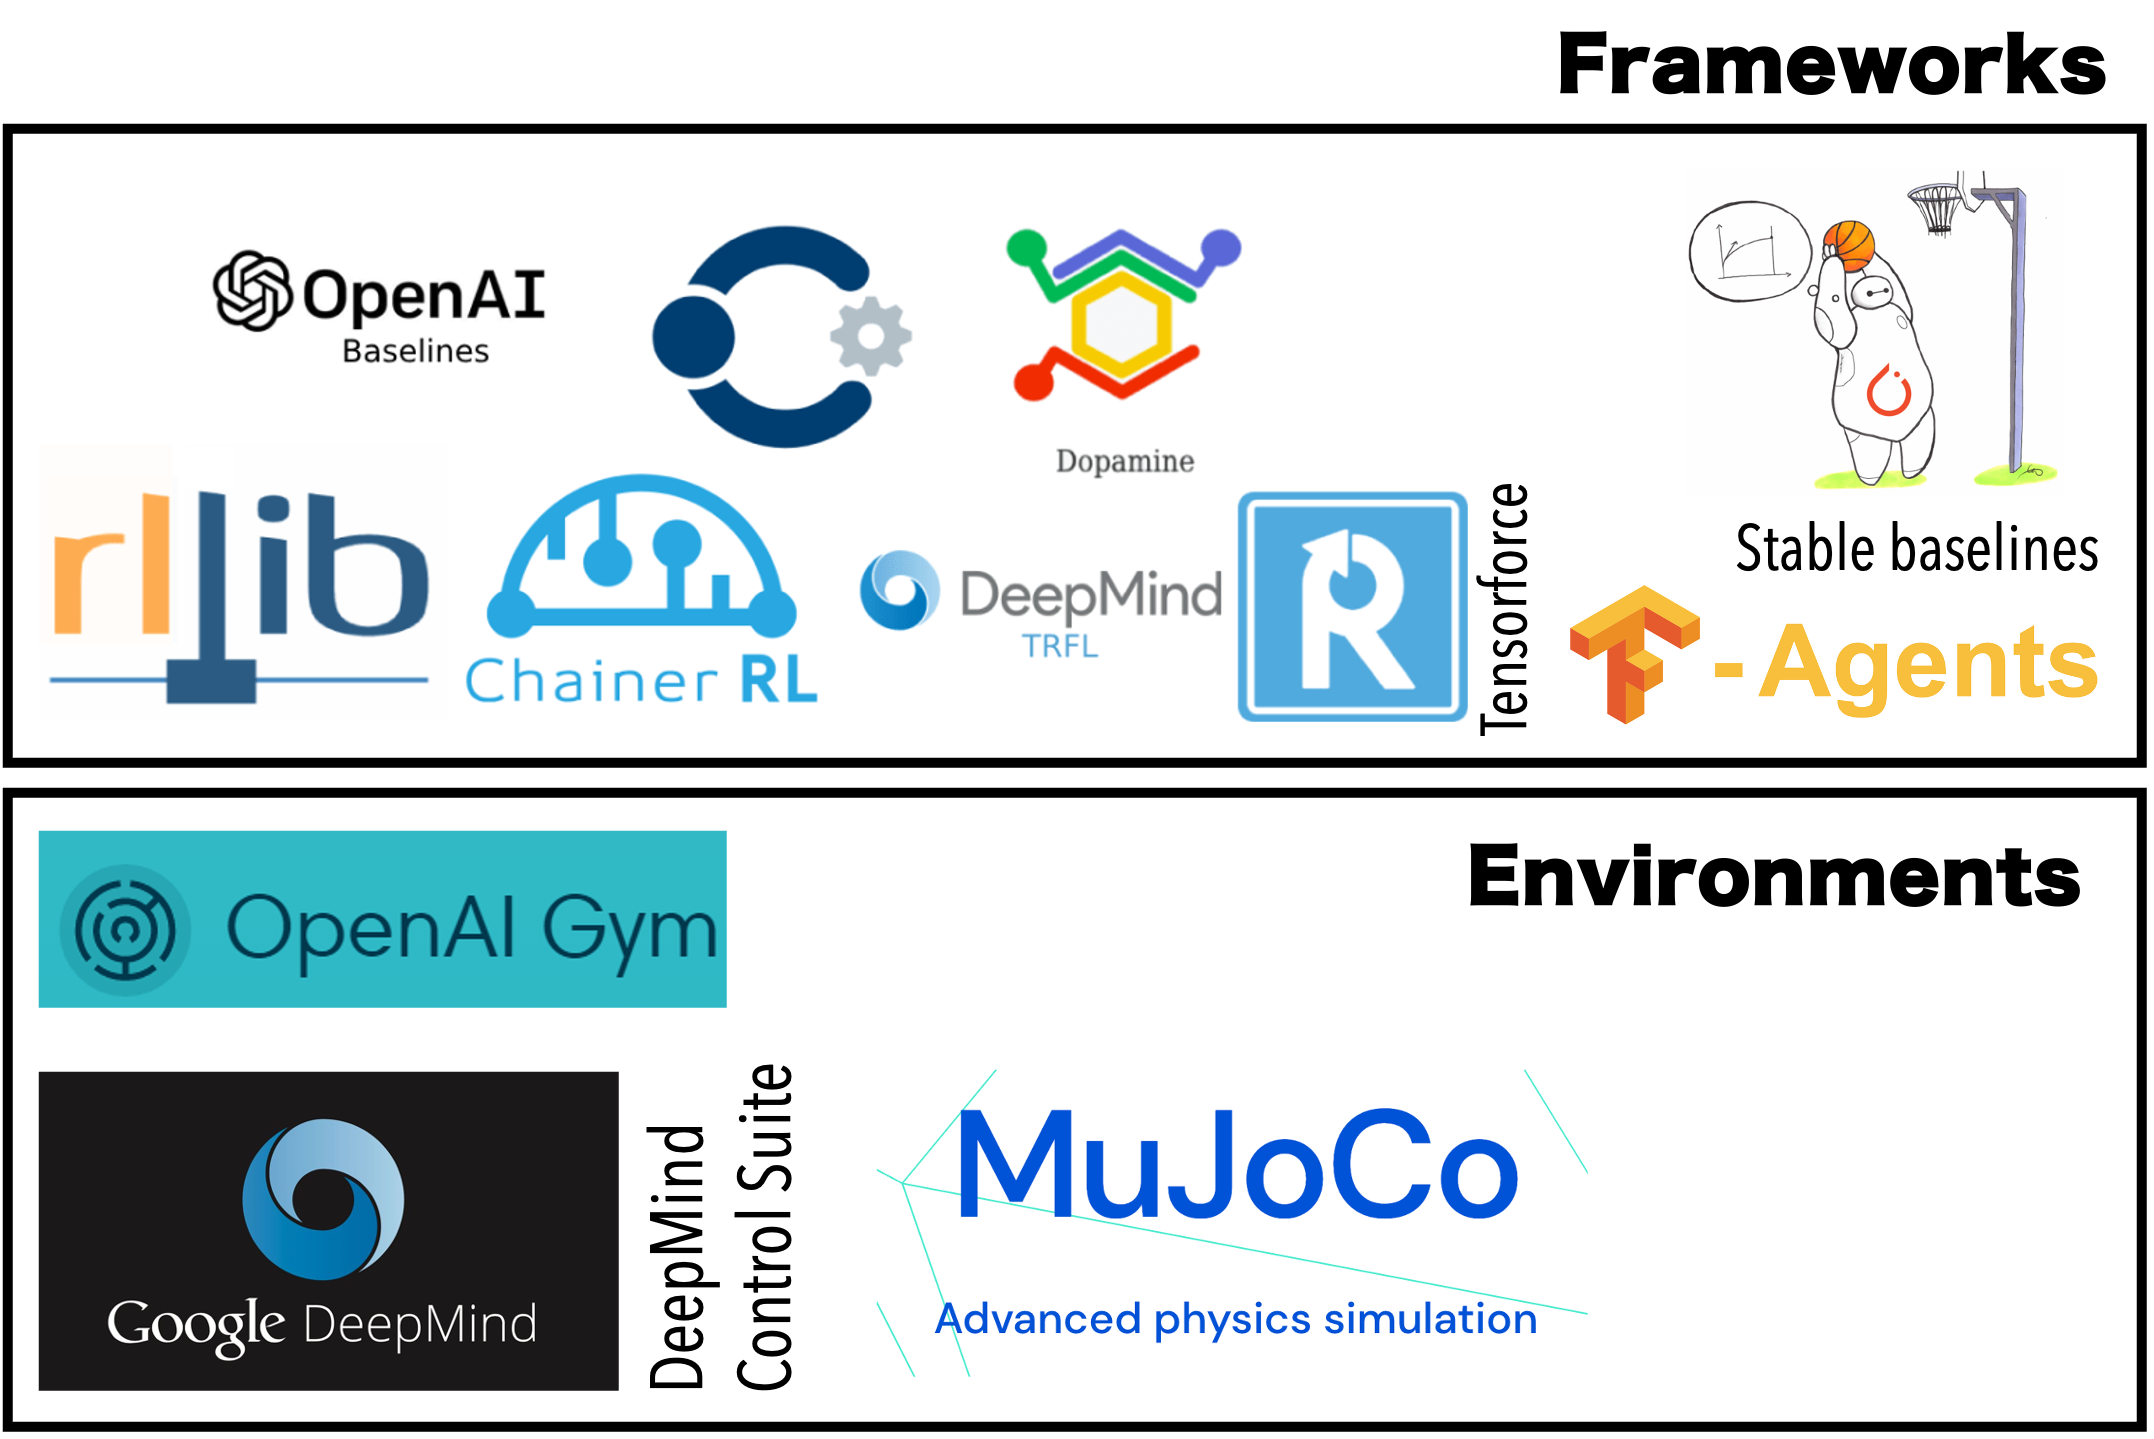 Frameworks
OpenAI
Baselines
Dopamine
Stable baselines
rllib
Chainer RL
DeepMind
TRFL
R
Tensorforce
TF-Agents
Environments
OpenAI Gym
Google DeepMind
DeepMind
Control Suite
MuJoCo
Advanced physics simulation